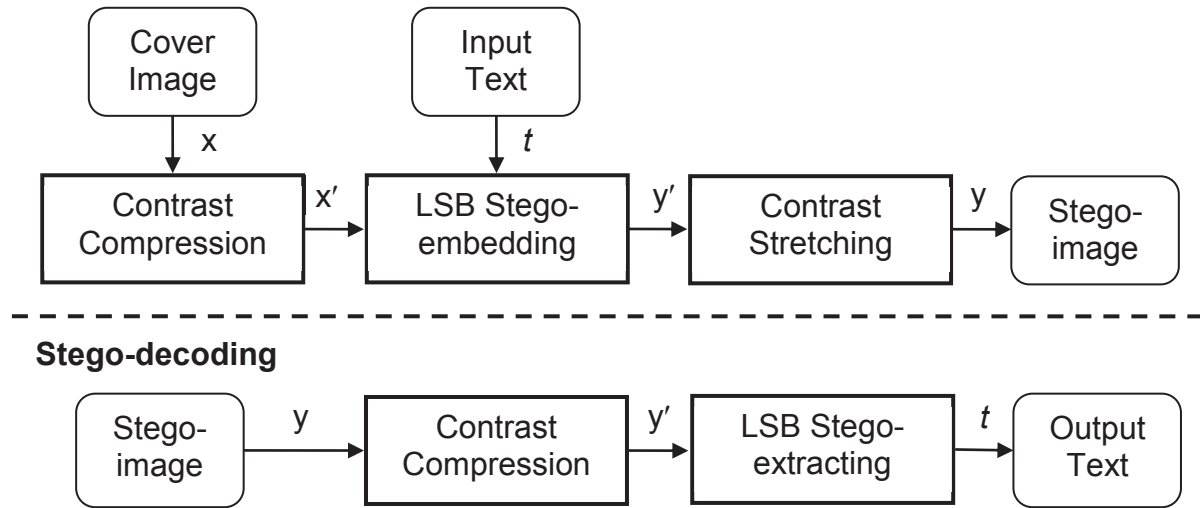 Cover
Image
Input
Text
x
t
Contrast
Compression
x′
LSB Stego-
embedding
y′
Contrast
Stretching
y
Stego-
image
Stego-decoding
Stego-
image
y
Contrast
Compression
y′
LSB Stego-
extracting
t
Output
Text